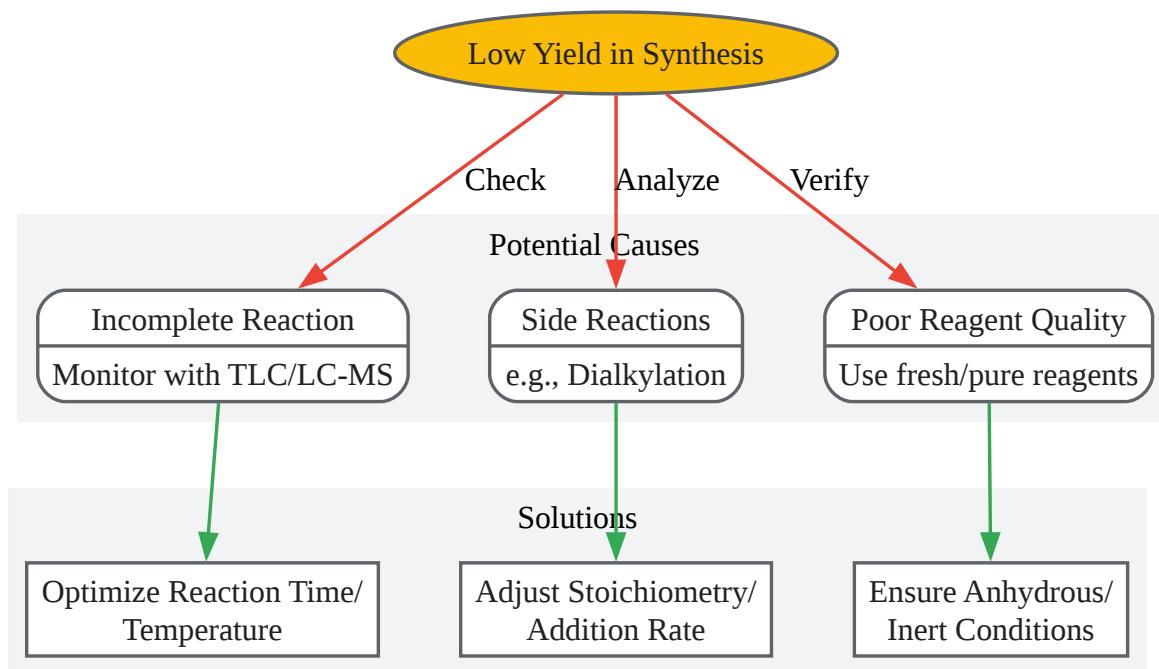 Low Yield in Synthesis
Check
Analyze
Verify
Potential Causes
Incomplete Reaction
Monitor with TLC/LC-MS
Side Reactions
e.g., Dialkylation
Poor Reagent Quality
Use fresh/pure reagents
Solutions
Optimize Reaction Time/
Temperature
Adjust Stoichiometry/
Addition Rate
Ensure Anhydrous/
Inert Conditions